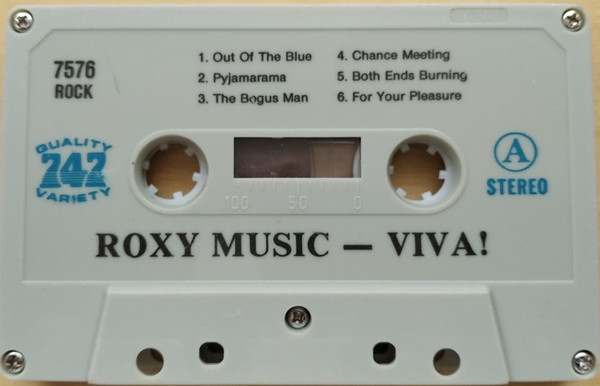 7576
ROCK
1. Out Of The Blue
2. Pyjamarama
3. The Bogus Man
4. Chance Meeting
5. Both Ends Burning
6. For Your Pleasure
QUALITY
747
VARIETY
A
STEREO
100 50 0
ROXY MUSIC — VIVA!